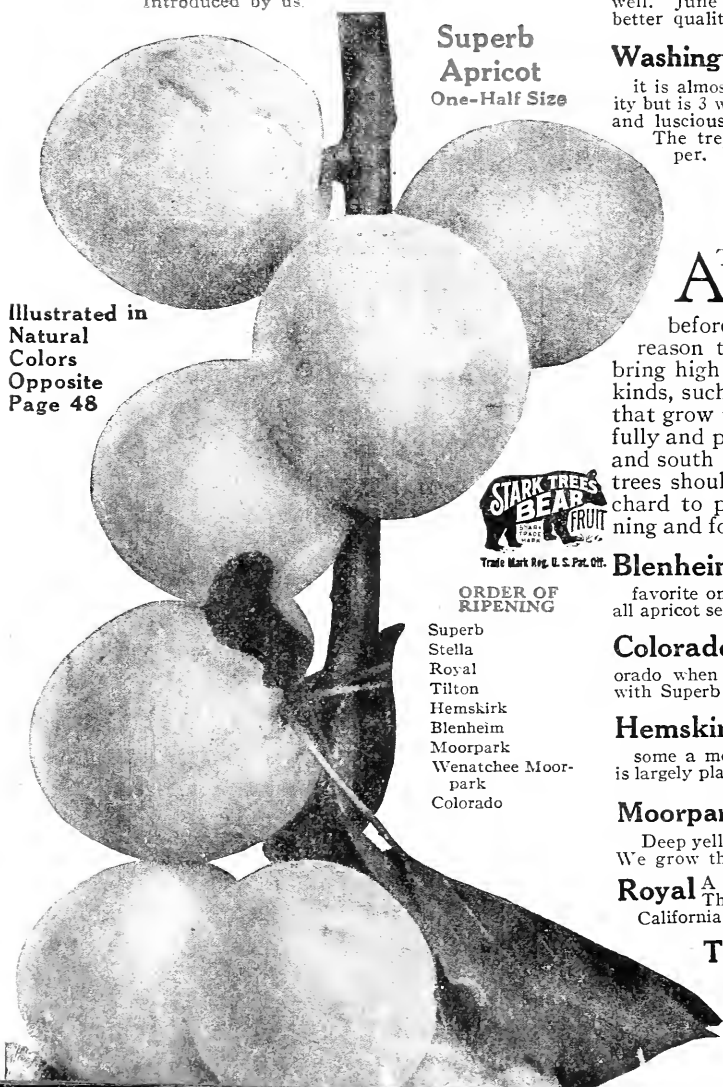 Introduced by us.
Superb
Apricot
One-Half Size
Illustrated in
Natural
Colors
Opposite
Page 48
STARK TREES
BEAR
FRUIT
STARK
TRADE
MARK
Trade Mark Reg. U. S. Pat. Off.
ORDER OF
RIPENING
Superb
Stella
Royal
Tilton
Hemskirk
Blenheim
Moorpark
Wenatchee Moor-
park
Colorado
well. June
better qualit
Washing
it is almos
ity but is 3 w
and luscious
The tre
per.
A
before
reason t
bring high
kinds, such
that grow
fully and p
and south
trees shoul
chard to p
ning and fo
Blenheim
favorite or
all apricot se
Colorado
orado when
with Superb
Hemskir
some a mo
is largely pla
Moorpar
Deep yell
We grow th
Royal A
Th
California
T